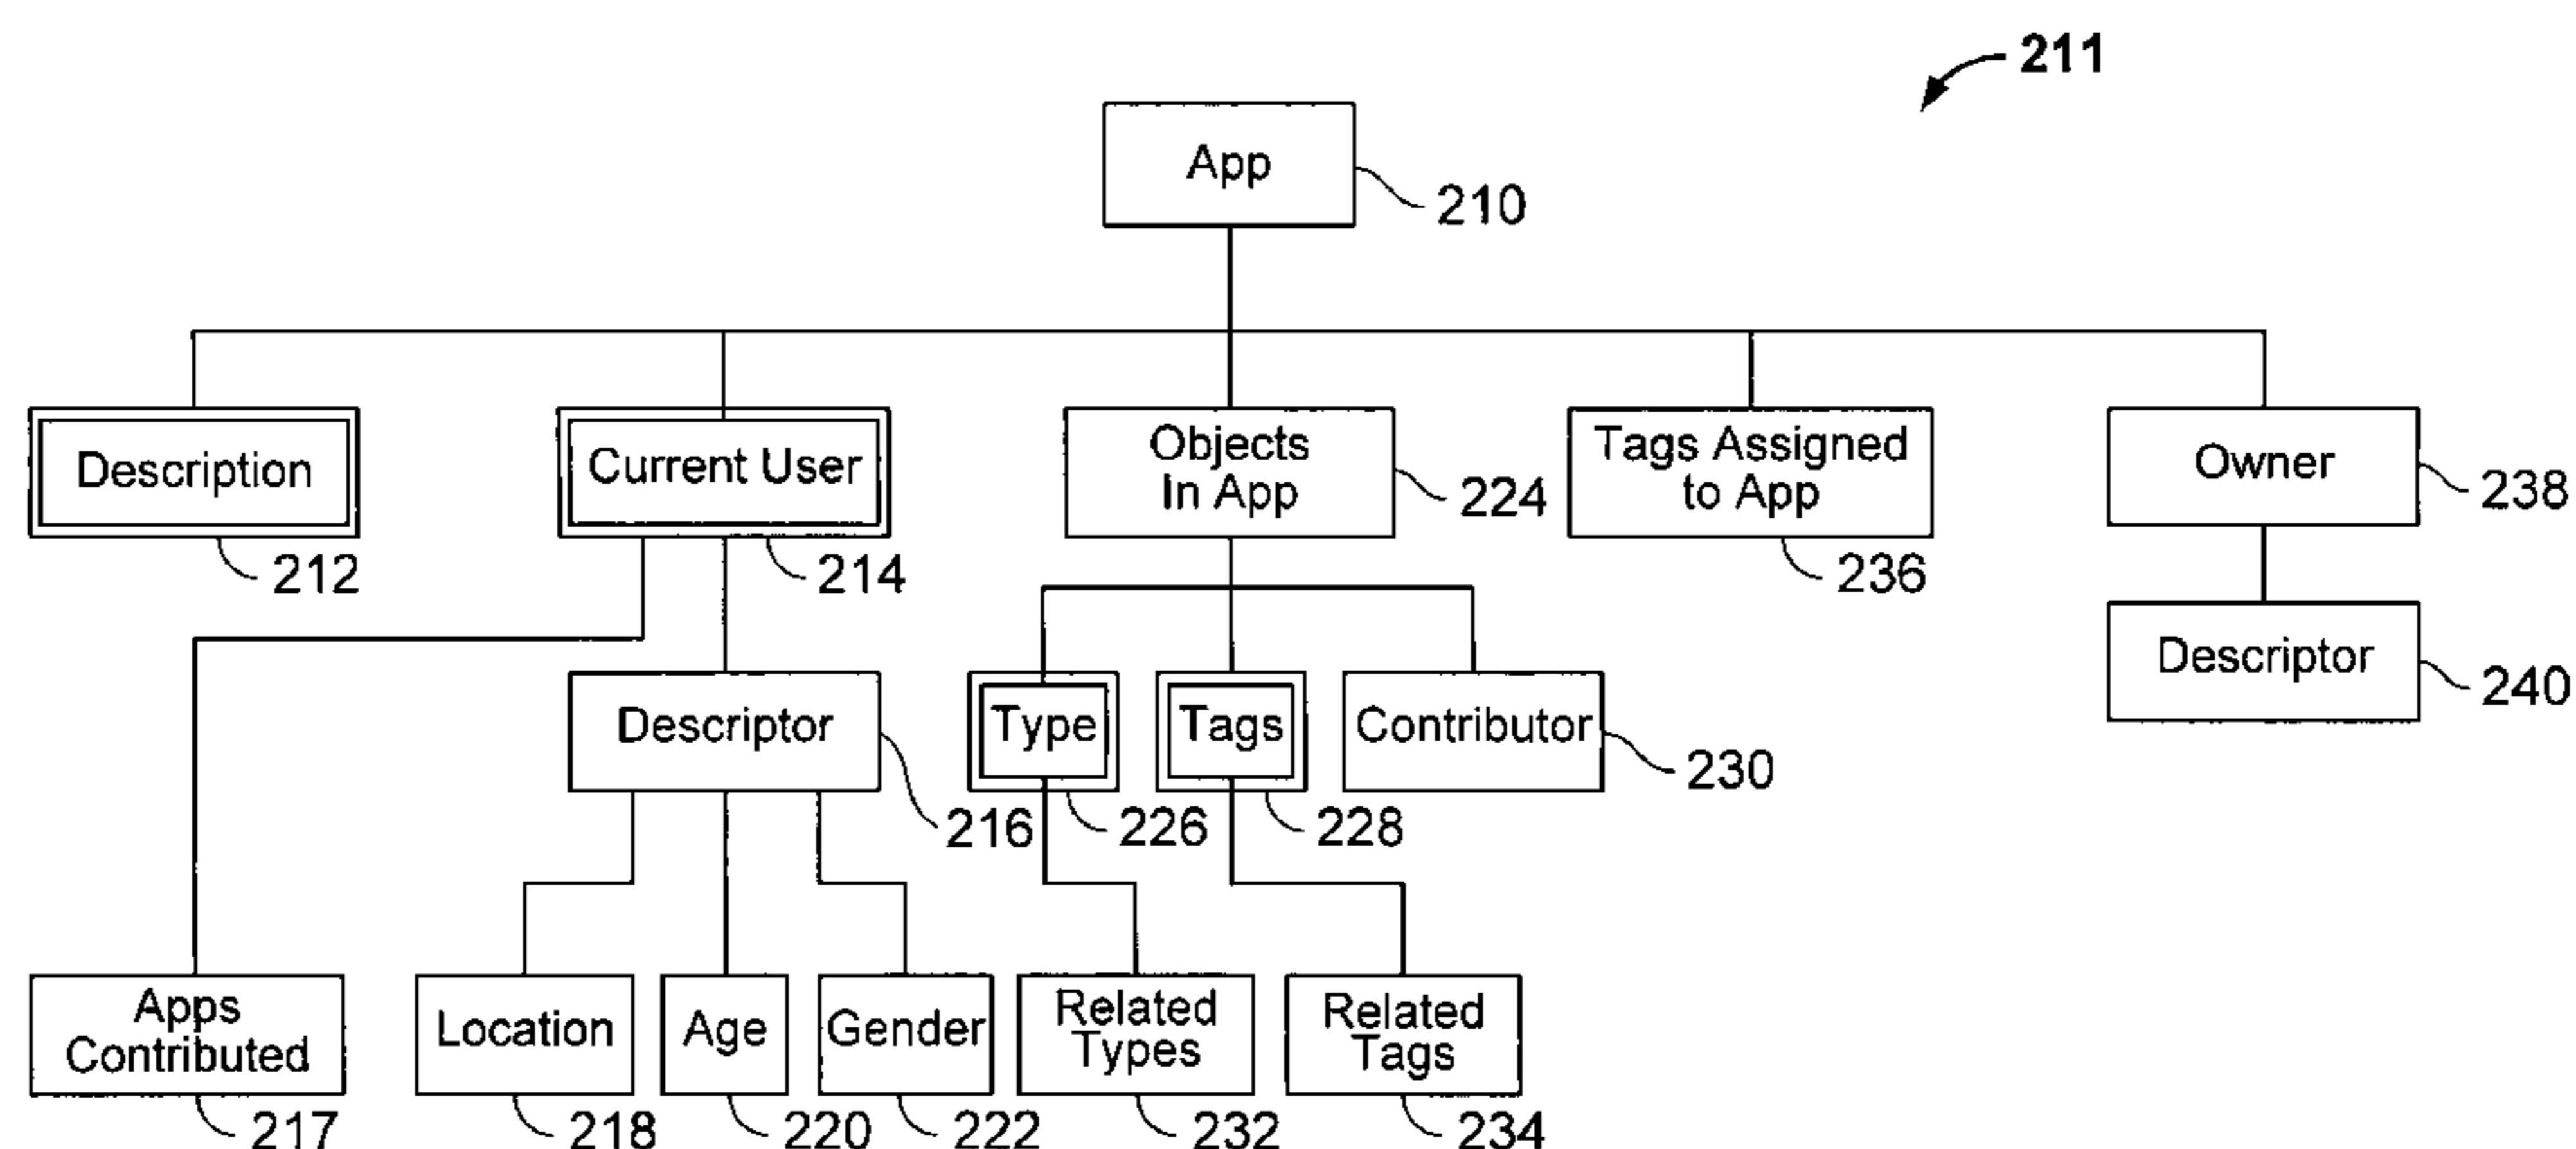 211
App
210
Description
Current User
Objects
In App
Tags Assigned
to App
Owner
224
238
212
214
236
Descriptor
Type
Tags
Contributor
Descriptor
240
216
226
228
230
Apps
Contributed
Location
Age
Gender
Related
Types
Related
Tags
217
218
220
222
232
234